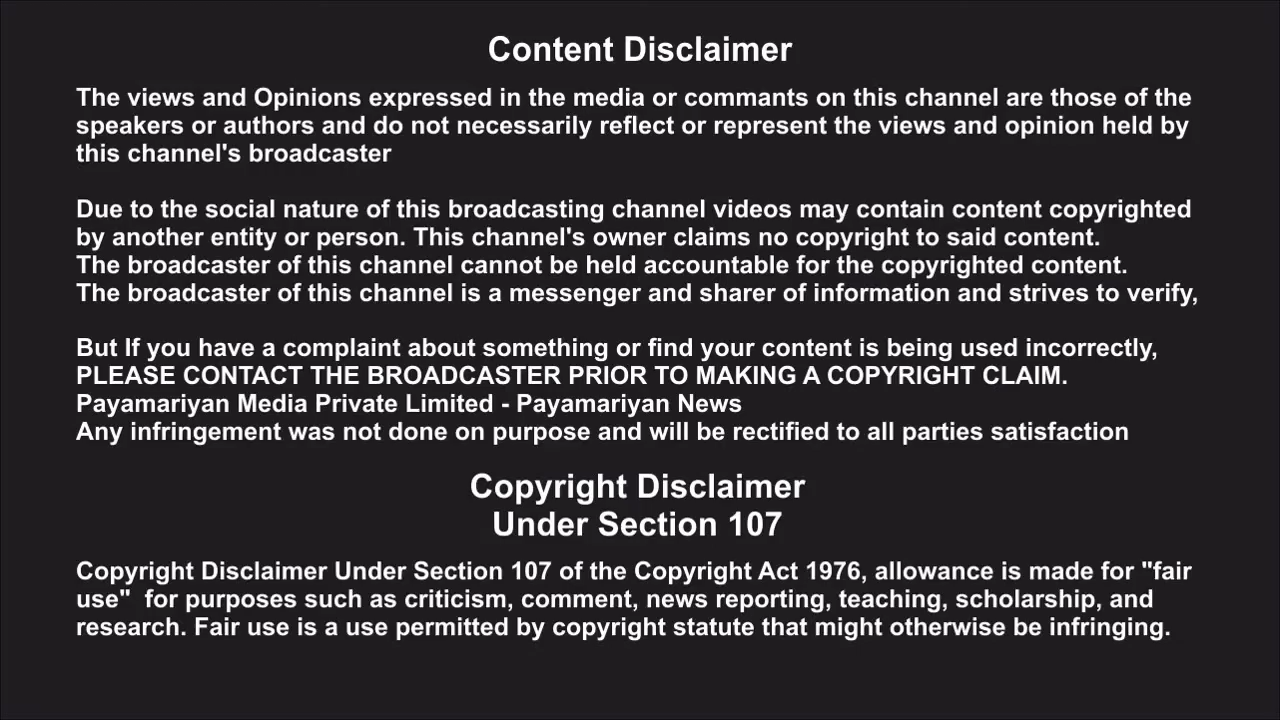 Content Disclaimer
The views and Opinions expressed in the media or commants on this channel are those of the
speakers or authors and do not necessarily reflect or represent the views and opinion held by
this channel's broadcaster
Due to the social nature of this broadcasting channel videos may contain content copyrighted
by another entity or person. This channel's owner claims no copyright to said content.
The broadcaster of this channel cannot be held accountable for the copyrighted content.
The broadcaster of this channel is a messenger and sharer of information and strives to verify,
But If you have a complaint about something or find your content is being used incorrectly,
PLEASE CONTACT THE BROADCASTER PRIOR TO MAKING A COPYRIGHT CLAIM.
Payamariyan Media Private Limited - Payamariyan News
Any infringement was not done on purpose and will be rectified to all parties satisfaction
Copyright Disclaimer
Under Section 107
Copyright Disclaimer Under Section 107 of the Copyright Act 1976, allowance is made for "fair
use"  for purposes such as criticism, comment, news reporting, teaching, scholarship, and
research. Fair use is a use permitted by copyright statute that might otherwise be infringing.